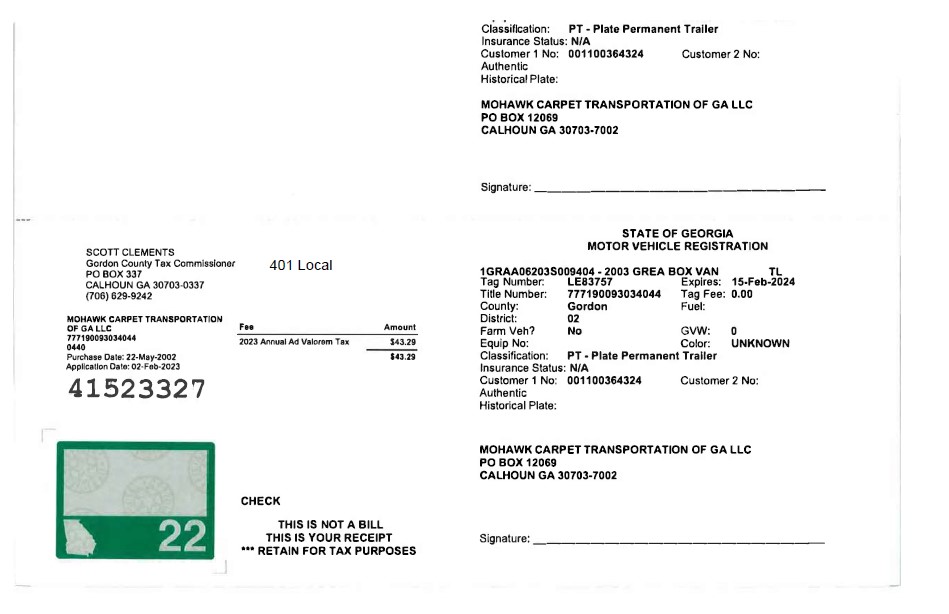 Classification: PT - Plate Permanent Trailer
Insurance Status: N/A
Customer 1 No: 001100364324 Customer 2 No:
Authentic
Historical Plate:
MOHAWK CARPET TRANSPORTATION OF GA LLC
PO BOX 12069
CALHOUN GA 30703-7002
Signature:
SCOTT CLEMENTS
Gordon County Tax Commissioner
PO BOX 337
CALHOUN GA 30703-0337
(706) 629-9242
401 Local
MOHAWK CARPET TRANSPORTATION
OF GA LLC
777190093034044
0440
Purchase Date: 22-May-2002
Application Date: 02-Feb-2023
41523327
Fee Amount
2023 Annual Ad Valorem Tax $43.29
$43.29
22
CHECK
THIS IS NOT A BILL
THIS IS YOUR RECEIPT
*** RETAIN FOR TAX PURPOSES
STATE OF GEORGIA
MOTOR VEHICLE REGISTRATION
1GRAA06203S009404 - 2003 GREA BOX VAN TL
Tag Number: LE83757 Expires: 15-Feb-2024
Title Number: 777190093034044 Tag Fee: 0.00
County: Gordon Fuel:
District: 02
Farm Veh? No GVW: 0
Equip No: Color: UNKNOWN
Classification: PT - Plate Permanent Trailer
Insurance Status: N/A
Customer 1 No: 001100364324 Customer 2 No:
Authentic
Historical Plate:
MOHAWK CARPET TRANSPORTATION OF GA LLC
PO BOX 12069
CALHOUN GA 30703-7002
Signature: